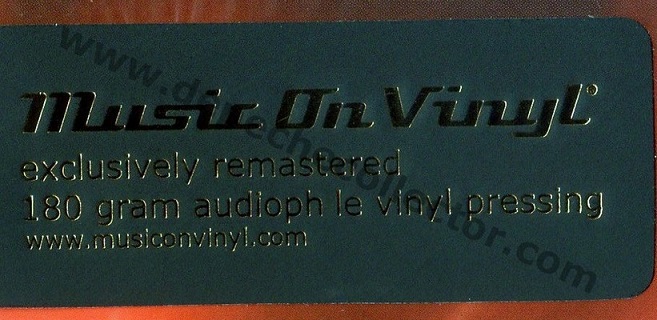 Music On Vinyl®
exclusively remastered
180 gram audioph le vinyl pressing
www.musiconvinyl.com